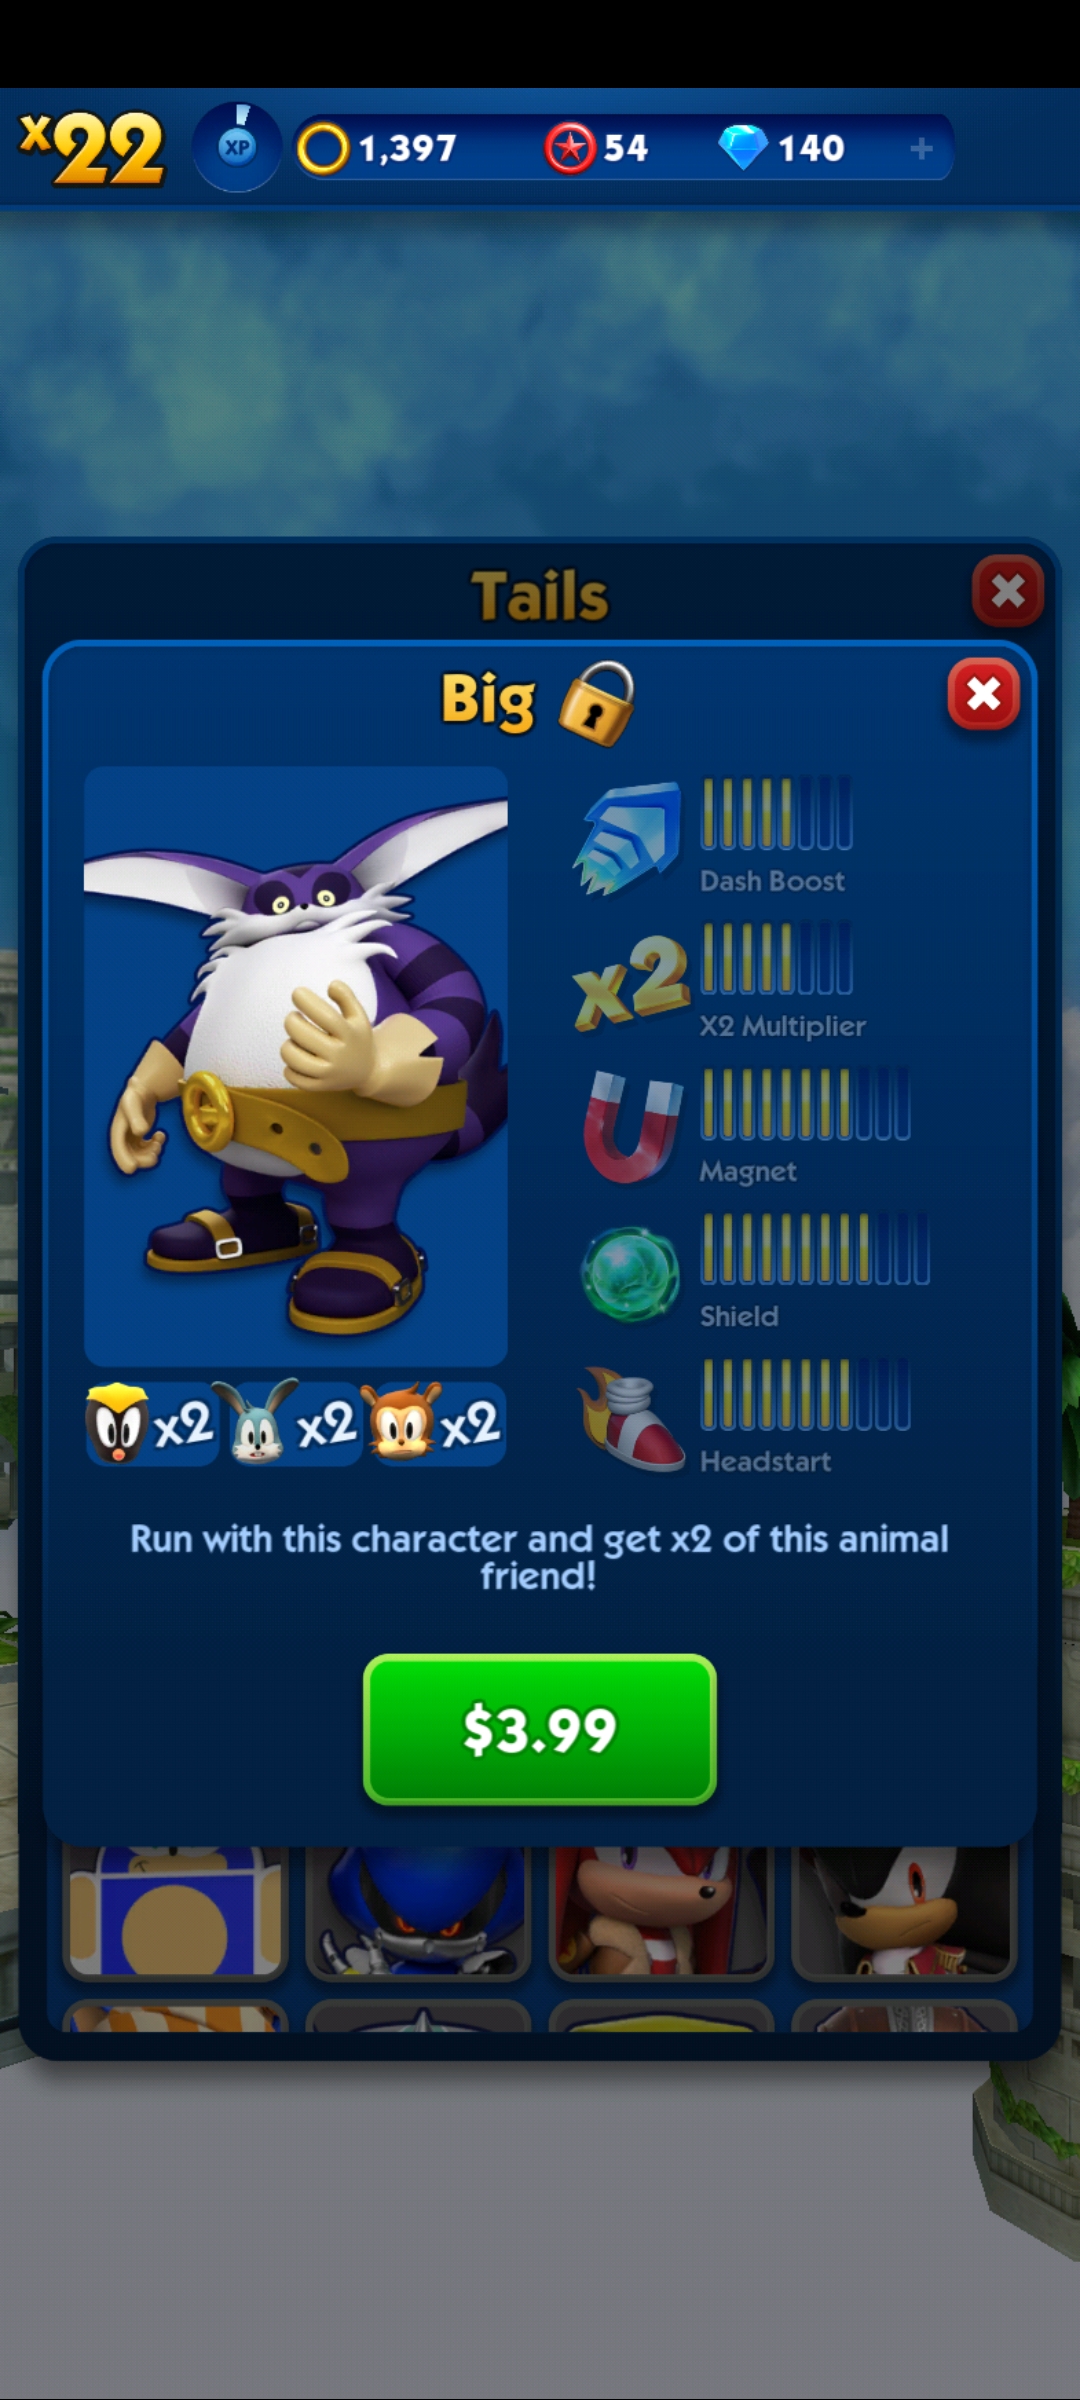 x22
XP
1,397
54
140
+
Tails
Big
Dash Boost
x2
X2 Multiplier
Magnet
Shield
x2 x2 x2
Headstart
Run with this character and get x2 of this animal
friend!
$3.99